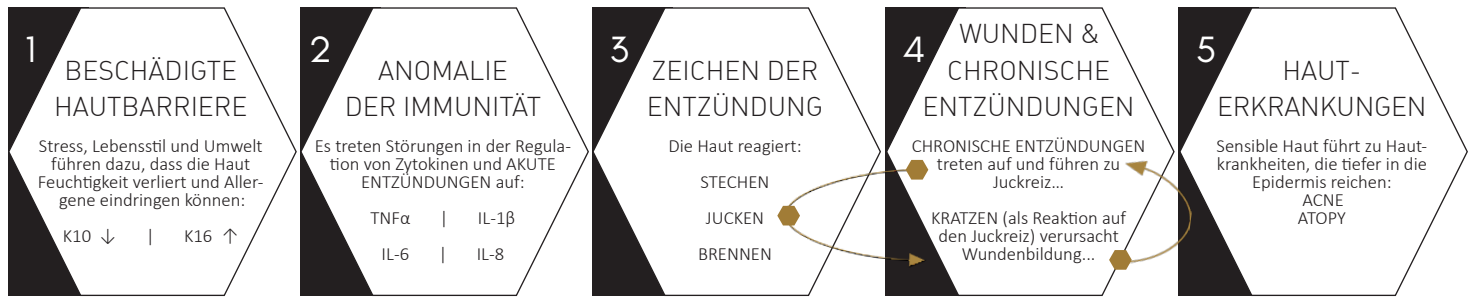 1
BESCHÄDIGTE
HAUTBARRIERE
Stress, Lebensstil und Umwelt
führen dazu, dass die Haut
Feuchtigkeit verliert und Aller-
gene eindringen können:
K10 ↓ | K16 ↑
2
ANOMALIE
DER IMMUNITÄT
Es treten Störungen in der Regula-
tion von Zytokinen und AKUTE
ENTZÜNDUNGEN auf:
TNFα | IL-1β
IL-6 | IL-8
3
ZEICHEN DER
ENTZÜNDUNG
Die Haut reagiert:
STECHEN
JUCKEN
BRENNEN
4
WUNDEN &
CHRONISCHE
ENTZÜNDUNGEN
CHRONISCHE ENTZÜNDUNGEN
treten auf und führen zu
Juckreiz...
KRATZEN (als Reaktion auf
den Juckreiz) verursacht
Wundenbildung...
5
HAUT-
ERKRANKUNGEN
Sensible Haut führt zu Haut-
krankheiten, die tiefer in die
Epidermis reichen:
ACNE
ATOPY